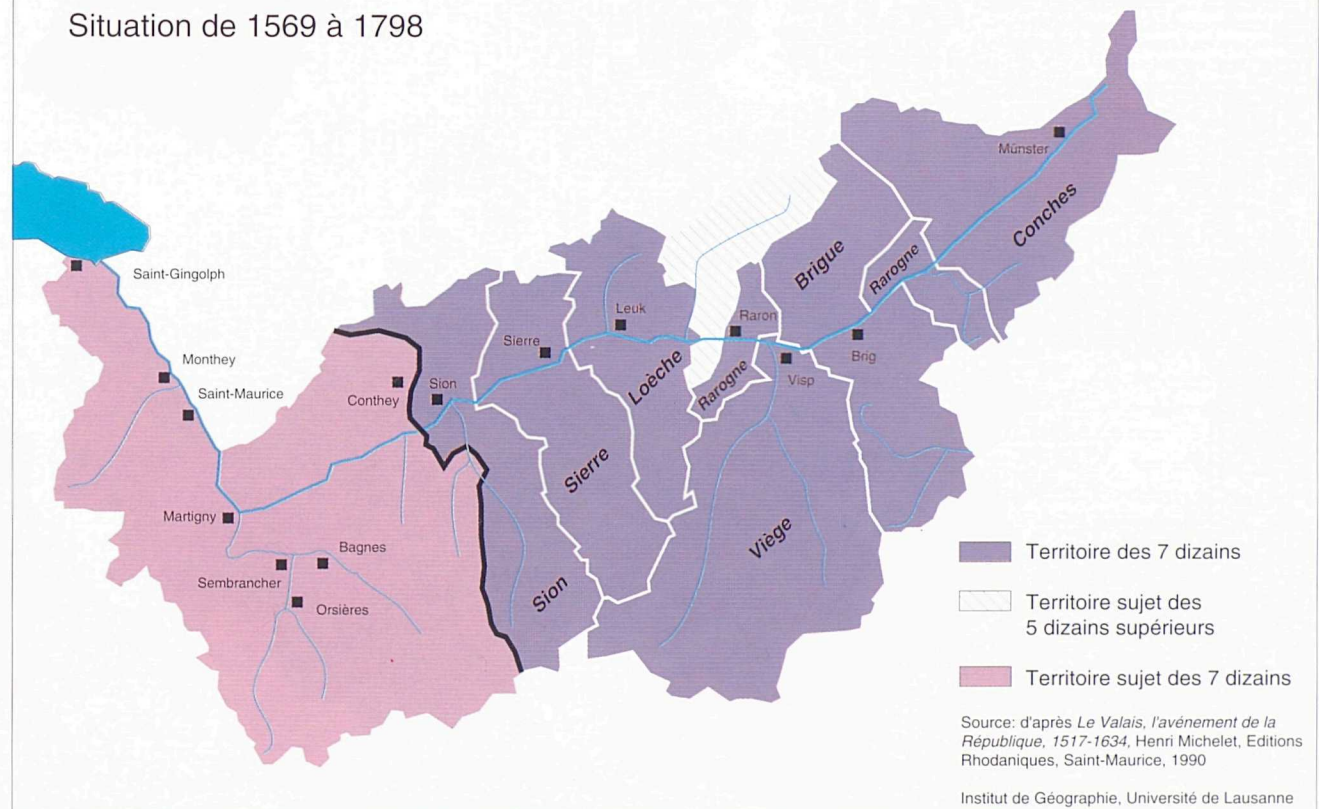 Situation de 1569 à 1798
Münster
Conches
Brigue
Rarogne
Saint-Gingolph
Leuk
Raron
Sierre
Brig
Monthey
Loèche
Rarogne
Visp
Saint-Maurice
Sion
Conthey
Sierre
Martigny
Viège
Bagnes
Sembrancher
Sion
Orsières
Territoire des 7 dizains
Territoire sujet des
5 dizains supérieurs
Territoire sujet des 7 dizains
Source: d'après Le Valais, l'avénement de la
République, 1517-1634, Henri Michelet, Editions
Rhodaniques, Saint-Maurice, 1990
Institut de Géographie, Université de Lausanne